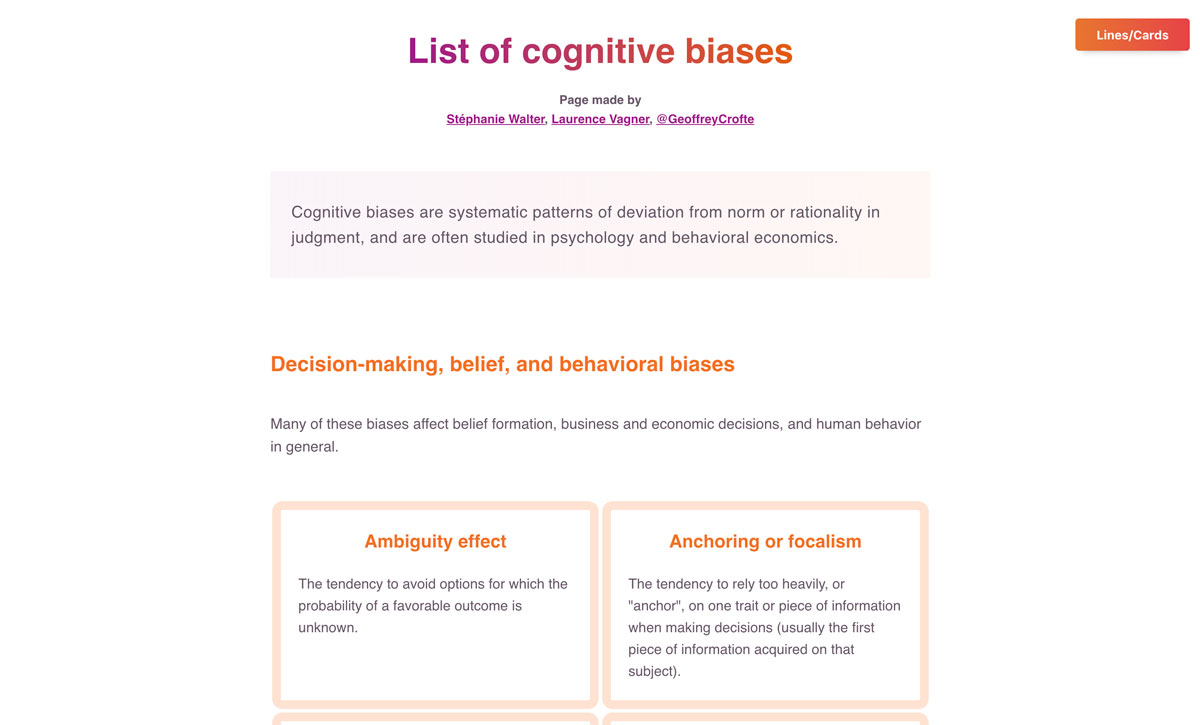 Lines/Cards
List of cognitive biases
Page made by
Stéphanie Walter, Laurence Vagner, @GeoffreyCrofte
Cognitive biases are systematic patterns of deviation from norm or rationality in
judgment, and are often studied in psychology and behavioral economics.
Decision-making, belief, and behavioral biases
Many of these biases affect belief formation, business and economic decisions, and human behavior
in general.
Ambiguity effect
The tendency to avoid options for which the
probability of a favorable outcome is
unknown.
Anchoring or focalism
The tendency to rely too heavily, or
"anchor", on one trait or piece of information
when making decisions (usually the first
piece of information acquired on that
subject).